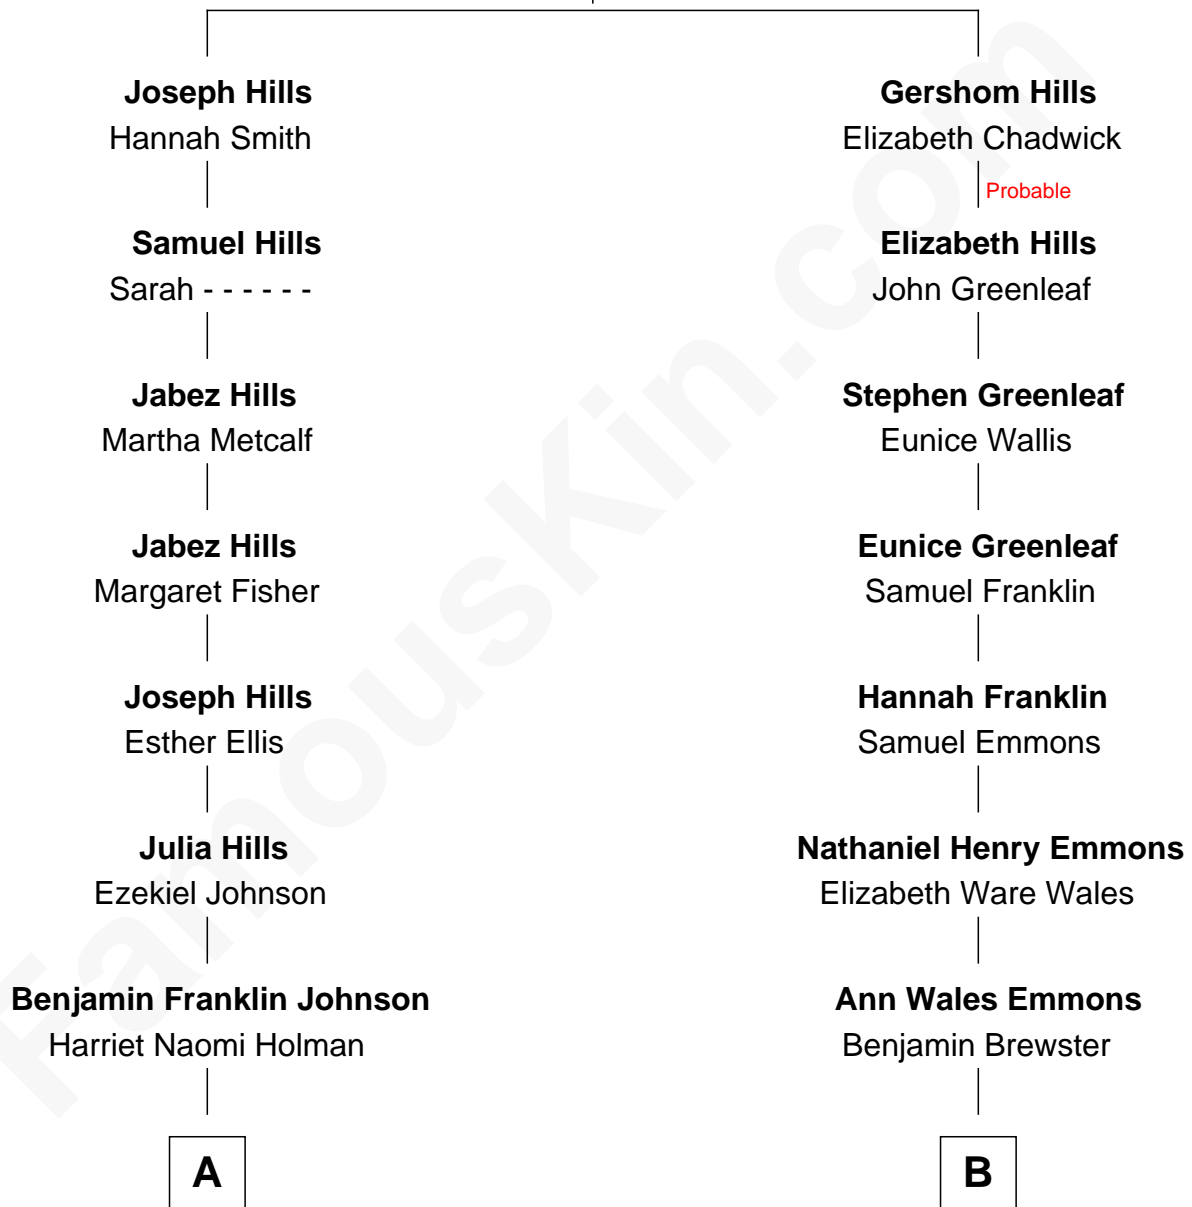 Joseph Hills
Hannah Smith
Samuel Hills
Sarah - - - - - -
Jabez Hills
Martha Metcalf
Jabez Hills
Margaret Fisher
Joseph Hills
Esther Ellis
Julia Hills
Ezekiel Johnson
Benjamin Franklin Johnson
Harriet Naomi Holman
A
Gershom Hills
Elizabeth Chadwick
Probable
Elizabeth Hills
John Greenleaf
Stephen Greenleaf
Eunice Wallis
Eunice Greenleaf
Samuel Franklin
Hannah Franklin
Samuel Emmons
Nathaniel Henry Emmons
Elizabeth Ware Wales
Ann Wales Emmons
Benjamin Brewster
B
FamousKin.com